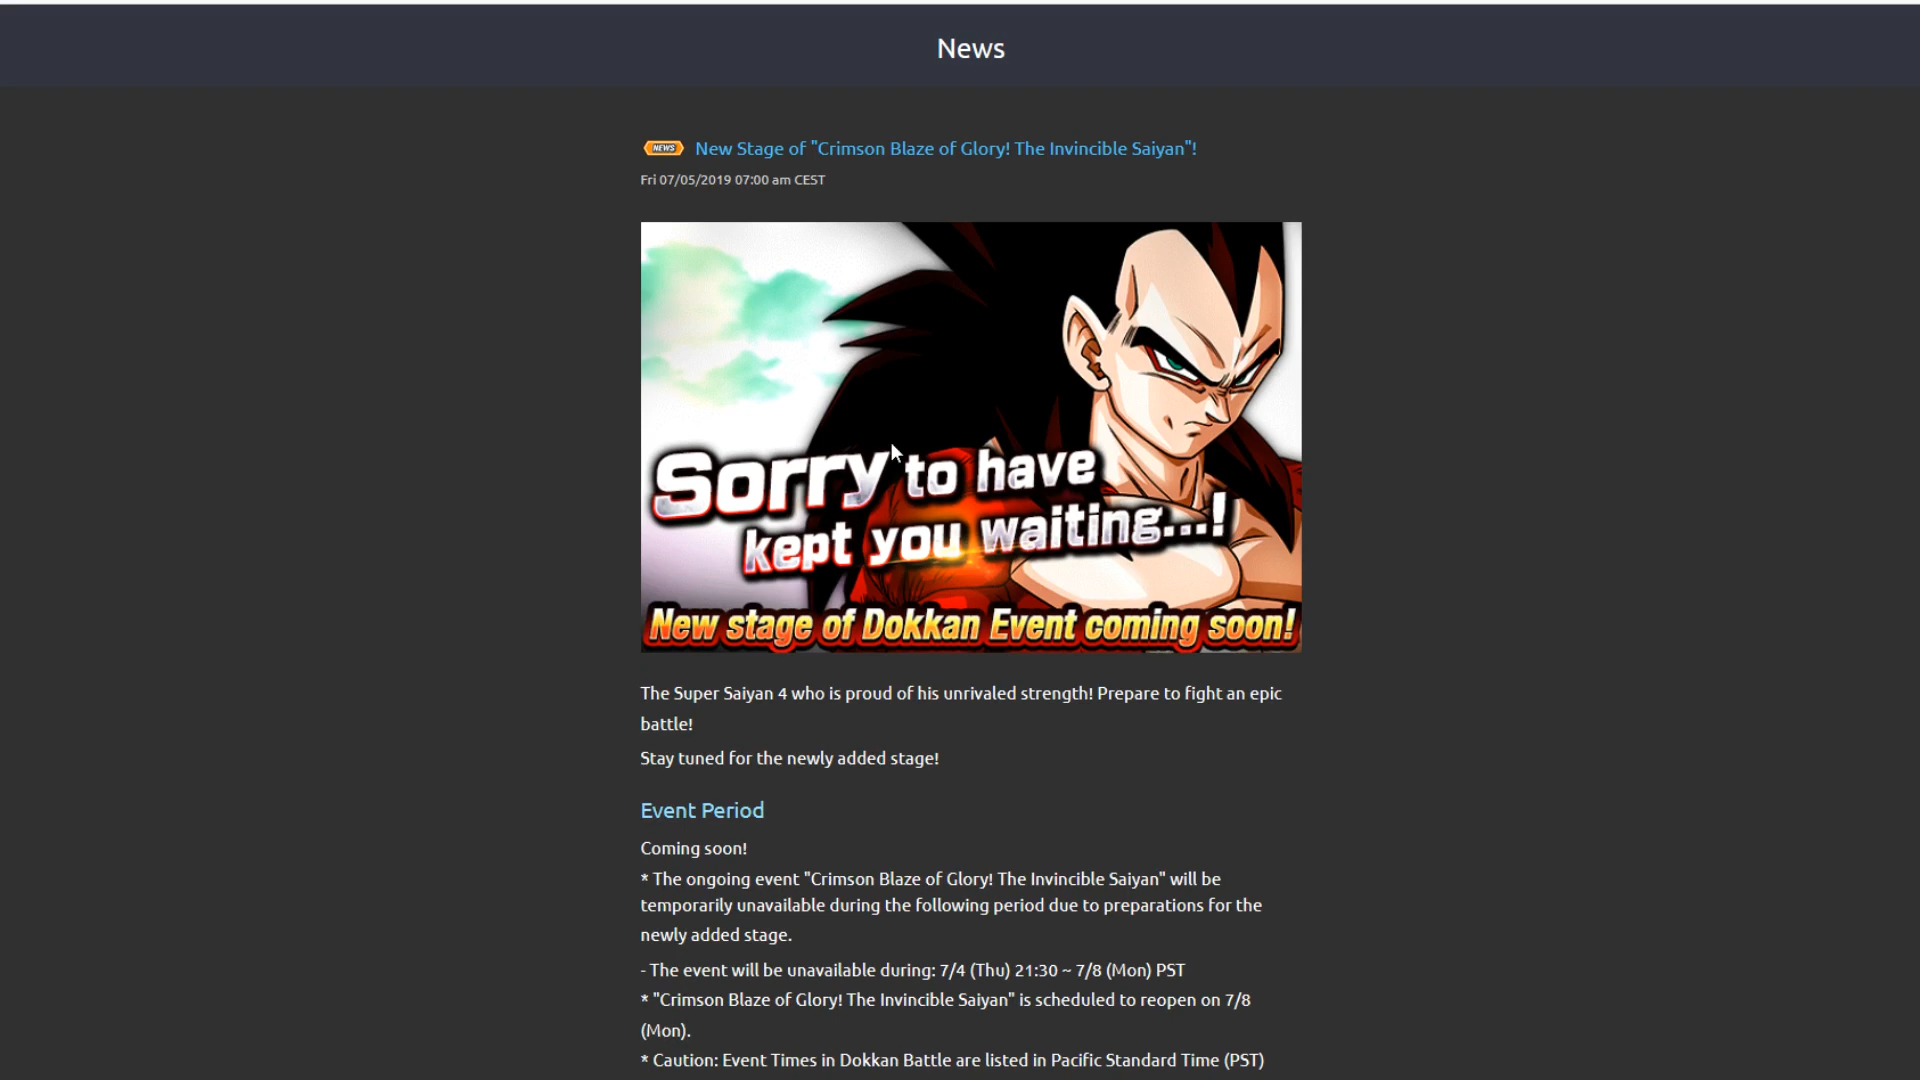 News
NEWS New Stage of "Crimson Blaze of Glory! The Invincible Saiyan"!
Fri 07/05/2019 07:00 am CEST
Sorry to have
kept you waiting...!
New stage of Dokkan Event coming soon!
The Super Saiyan 4 who is proud of his unrivaled strength! Prepare to fight an epic
battle!
Stay tuned for the newly added stage!
Event Period
Coming soon!
* The ongoing event "Crimson Blaze of Glory! The Invincible Saiyan" will be
temporarily unavailable during the following period due to preparations for the
newly added stage.
- The event will be unavailable during: 7/4 (Thu) 21:30 ~ 7/8 (Mon) PST
* "Crimson Blaze of Glory! The Invincible Saiyan" is scheduled to reopen on 7/8
(Mon).
* Caution: Event Times in Dokkan Battle are listed in Pacific Standard Time (PST)